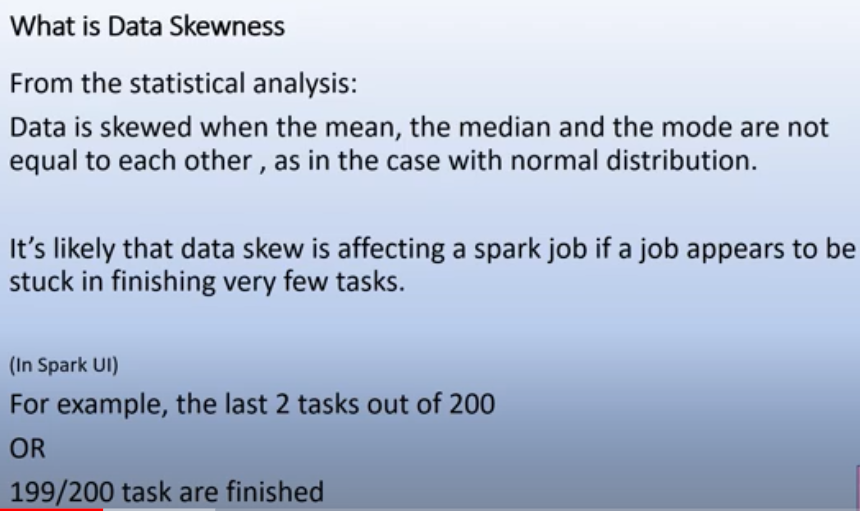 What is Data Skewness
From the statistical analysis:
Data is skewed when the mean, the median and the mode are not
equal to each other , as in the case with normal distribution.
It's likely that data skew is affecting a spark job if a job appears to be
stuck in finishing very few tasks.
(In Spark UI)
For example, the last 2 tasks out of 200
OR
199/200 task are finished